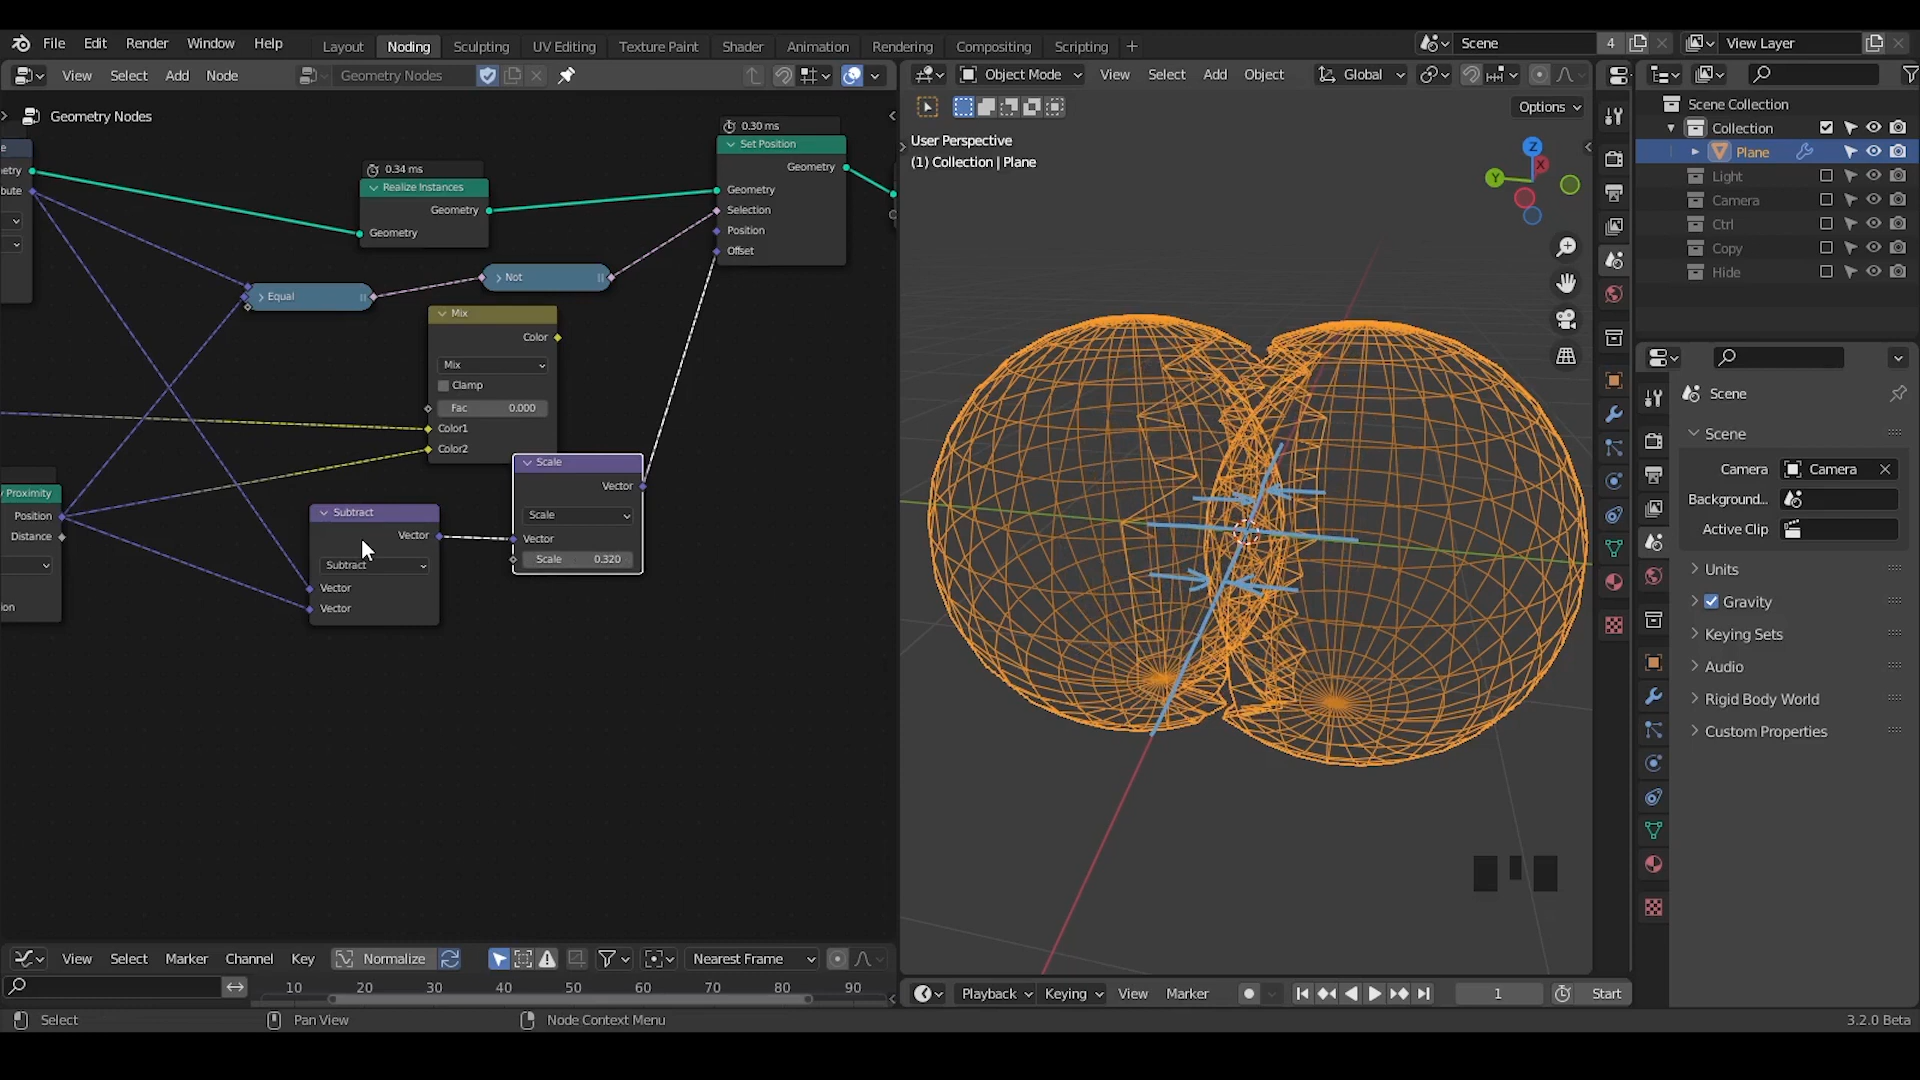 File Edit Render Window Help Layout Noding Sculpting UV Editing Texture Paint Shader Animation Rendering Compositing Scripting + Scene 4 View Layer
View Select Add Node Geometry Nodes
Object Mode View Select Add Object Global
Options
Geometry Nodes
User Perspective
(1) Collection | Plane
Z
X
Y
0.34 ms
Realize Instances
Geometry
Geometry
0.30 ms
Set Position
Geometry
Geometry
Selection
Position
Offset
e
etry
bute
Equal
Not
Mix
Color
Mix
Clamp
Fac 0.000
Color1
Color2
y Proximity
Position
Distance
ion
Subtract
Vector
Subtract
Vector
Vector
Scale
Vector
Scale
Vector
Scale 0.320
Scene Collection
Collection
Plane
Light
Camera
Ctrl
Copy
Hide
Scene
Scene
Camera Camera
Background...
Active Clip
Units
Gravity
Keying Sets
Audio
Rigid Body World
Custom Properties
View Select Marker Channel Key Normalize Nearest Frame
10 20 30 40 50 60 70 80 90
Playback Keying View Marker 1 Start
Select Pan View Node Context Menu 3.2.0 Beta